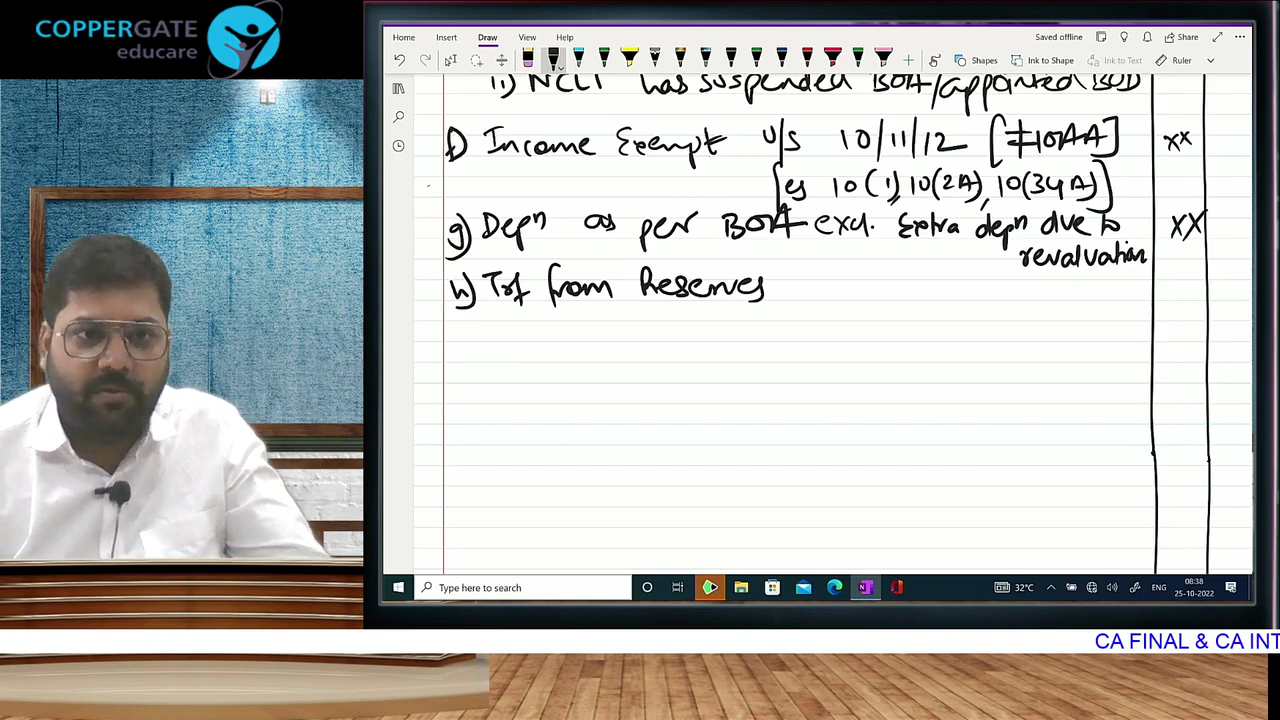 COPPERGATE
educare
Home Insert Draw View Help
Saved offline Share
Shapes Ink to Shape Ink to Text Ruler
ii) NCLT has suspended BOD/appointed BOD
f) Income Exempt u/s 10/11/12 [≠10AA] xx
[eg 10(1), 10(2A), 10(34A)]
g) Depn as per BOA excl. Extra depn due to xx
revaluation
h) Trf from Reserves
Type here to search
32°C ENG 08:38
25-10-2022
CA FINAL & CA INT